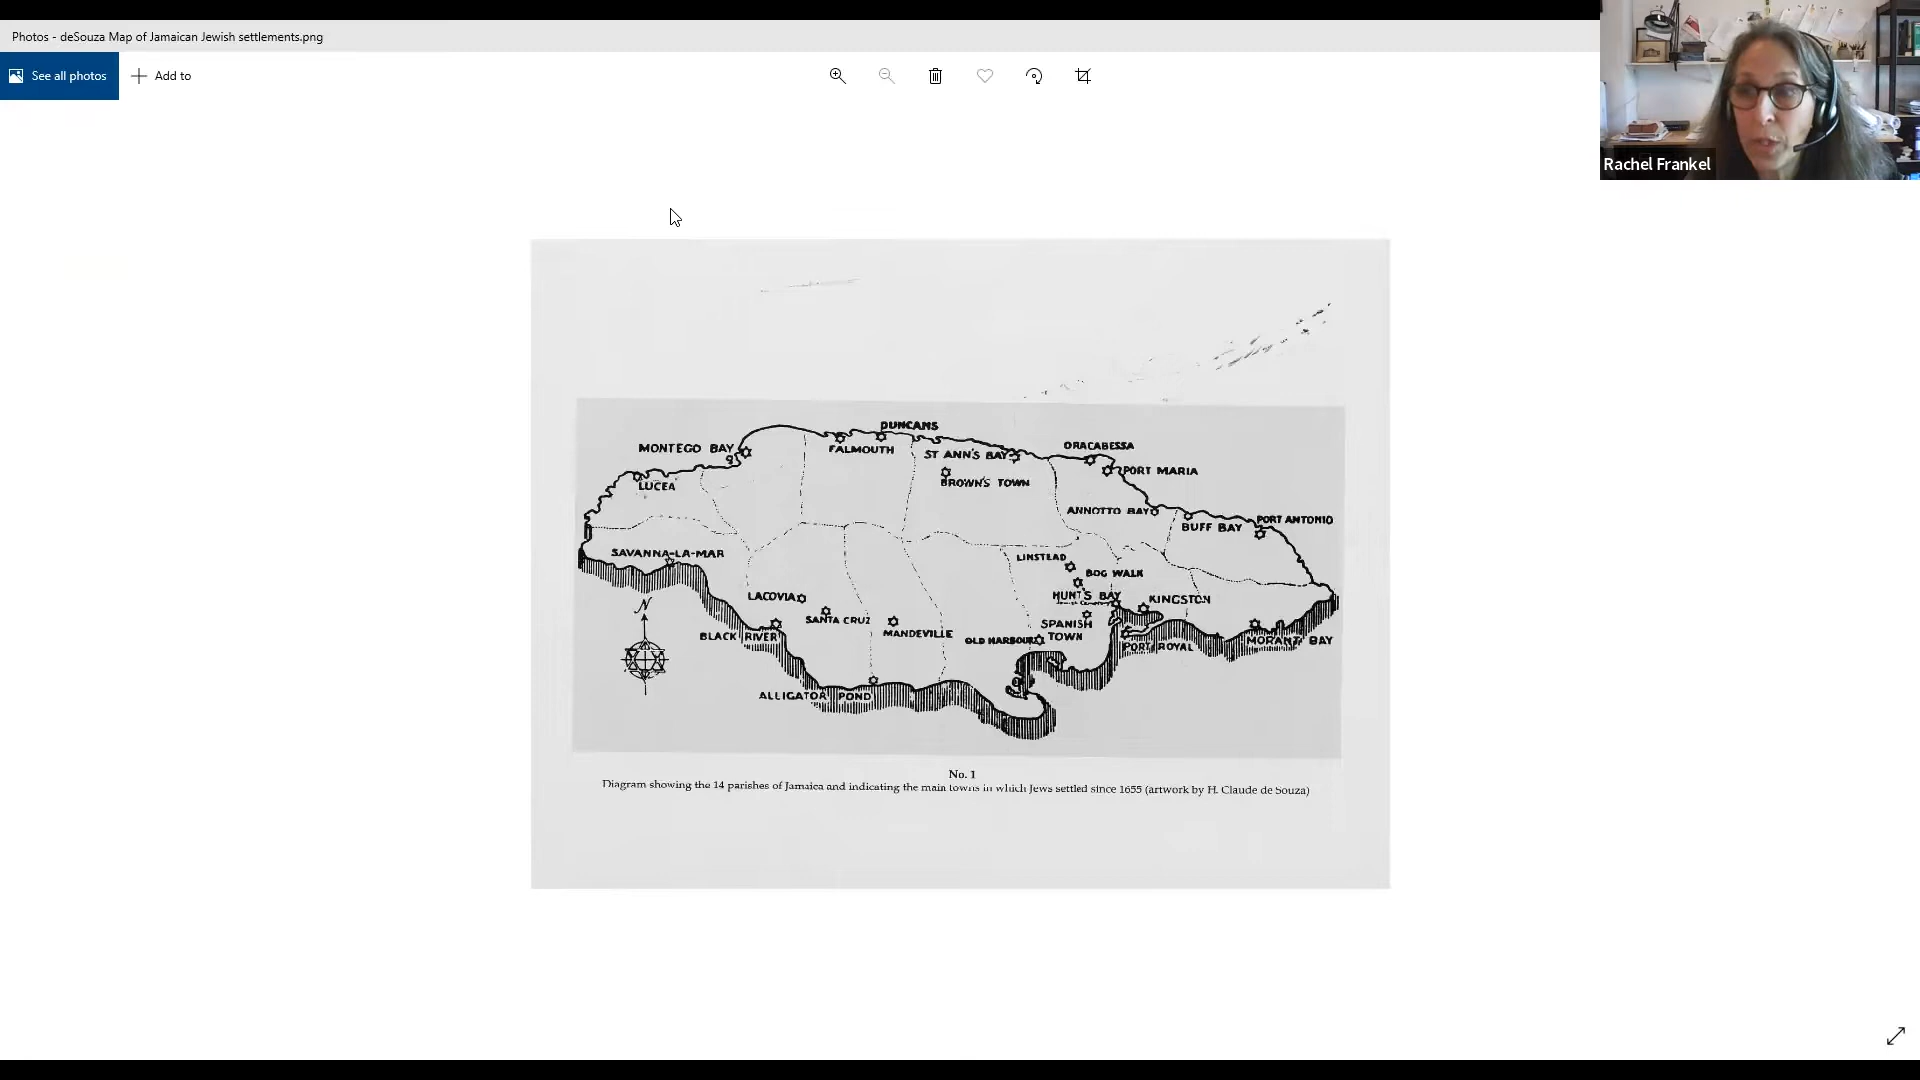 Photos - deSouza Map of Jamaican Jewish settlements.png
See all photos
Add to
Rachel Frankel
DUNCANS
MONTEGO BAY
FALMOUTH
ST ANN'S BAY
ORACABESSA
PORT MARIA
LUCEA
BROWN'S TOWN
ANNOTTO BAY
BUFF BAY
PORT ANTONIO
SAVANNA-LA-MAR
LINSTEAD
BOG WALK
LACOVIA
HUNT'S BAY
Jewish Cemetery
KINGSTON
SANTA CRUZ
MANDEVILLE
SPANISH
TOWN
BLACK RIVER
OLD HARBOUR
PORT ROYAL
MORANT BAY
N
ALLIGATOR POND
No. 1
Diagram showing the 14 parishes of Jamaica and indicating the main towns in which Jews settled since 1655 (artwork by H. Claude de Souza)